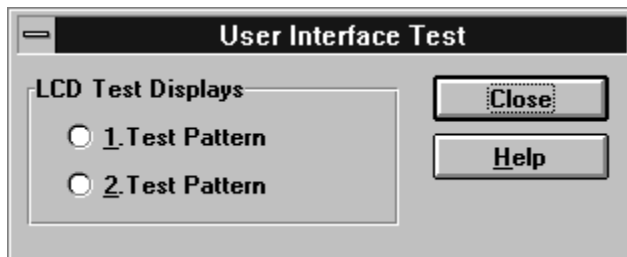 User Interface Test
LCD Test Displays
1.Test Pattern
2.Test Pattern
Close
Help